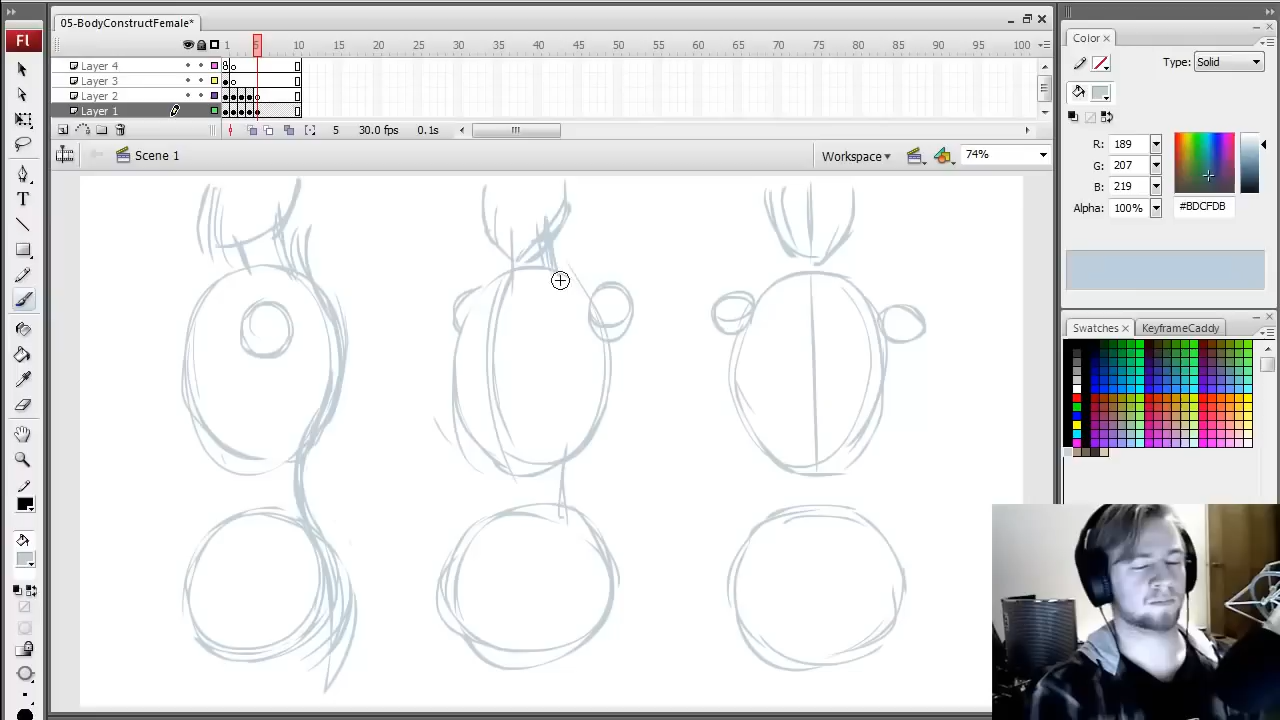 05-BodyConstructFemale*
Fl
1 5 10 15 20 25 30 35 40 45 50 55 60 65 70 75 80 85 90 95 100
Layer 4
Layer 3
Layer 2
Layer 1
5 30.0 fps 0.1s
Scene 1
Workspace
74%
Color
Type: Solid
R: 189
G: 207
B: 219
Alpha: 100%
#BDCFDB
Swatches KeyframeCaddy